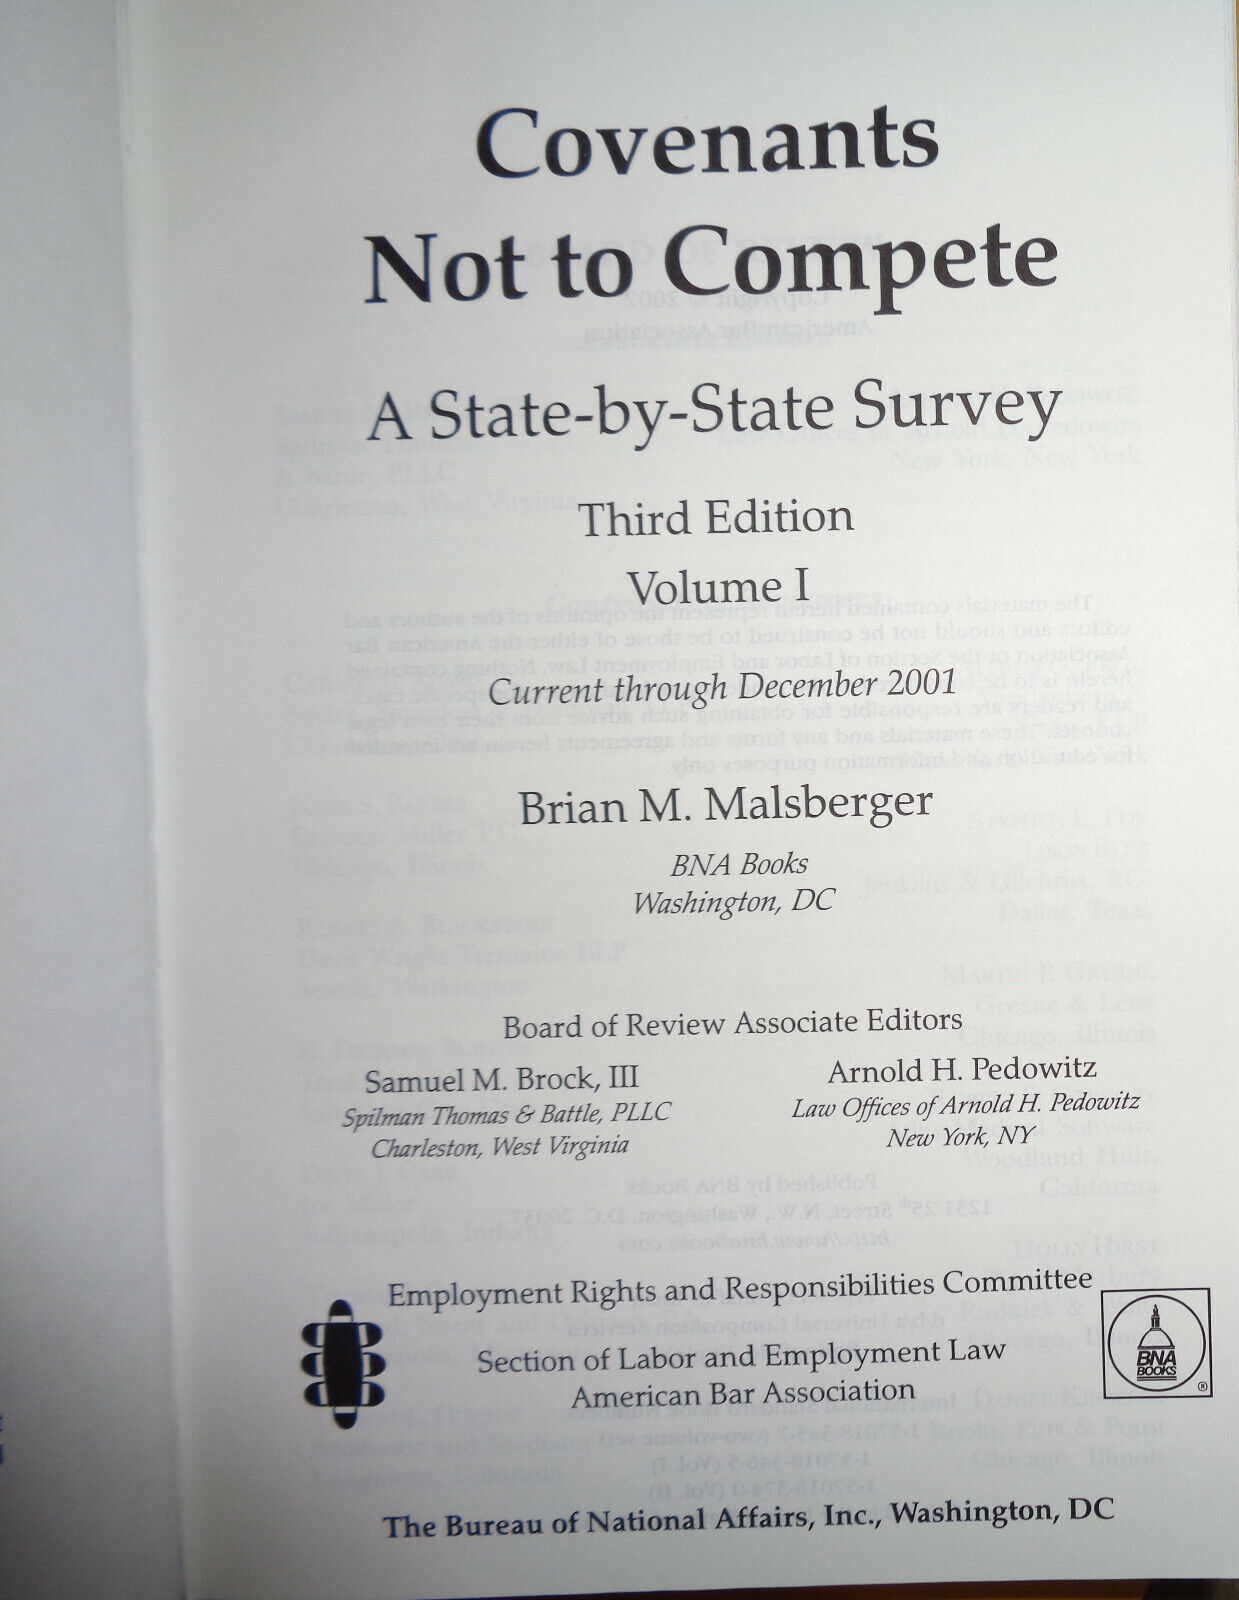 Covenants
Not to Compete
A State-by-State Survey
Third Edition
Volume I
Current through December 2001
Brian M. Malsberger
BNA Books
Washington, DC
Board of Review Associate Editors
Samuel M. Brock, III
Spilman Thomas & Battle, PLLC
Charleston, West Virginia
Arnold H. Pedowitz
Law Offices of Arnold H. Pedowitz
New York, NY
Employment Rights and Responsibilities Committee
Section of Labor and Employment Law
American Bar Association
BNA
BOOKS
®
The Bureau of National Affairs, Inc., Washington, DC